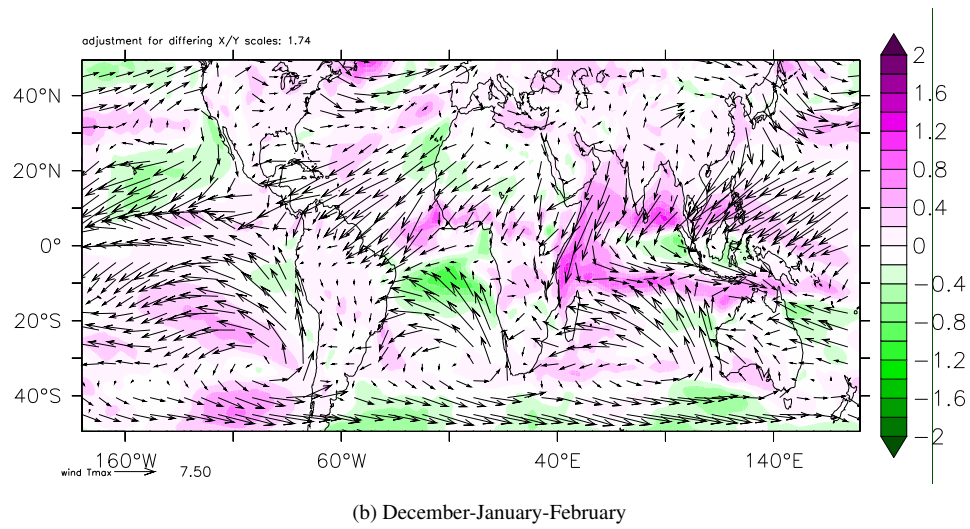 adjustment for differing X/Y scales: 1.74
40°N
20°N
0°
20°S
40°S
160°W 60°W 40°E 140°E
wind Tmax 7.50
2
1.6
1.2
0.8
0.4
0
−0.4
−0.8
−1.2
−1.6
−2
(b) December-January-February